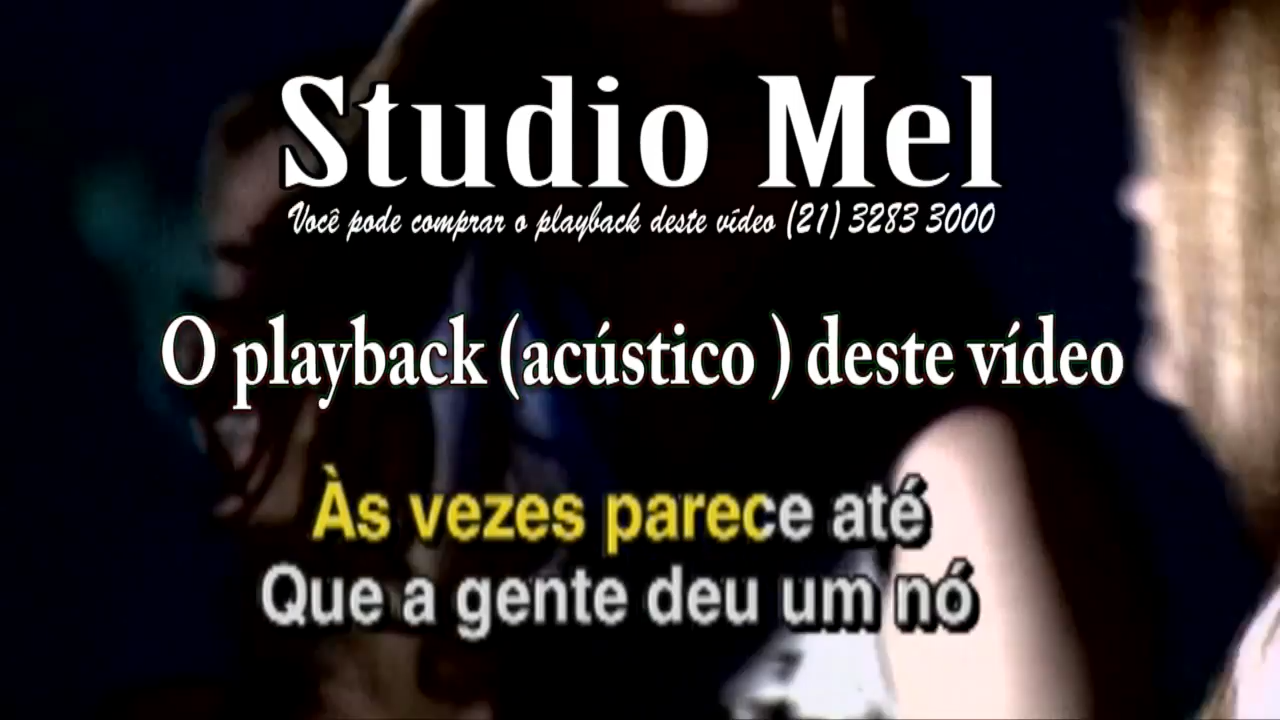 Studio Mel
Você pode comprar o playback deste vídeo (21) 3283 3000
O playback (acústico ) deste vídeo
Às vezes parece até
Que a gente deu um nó